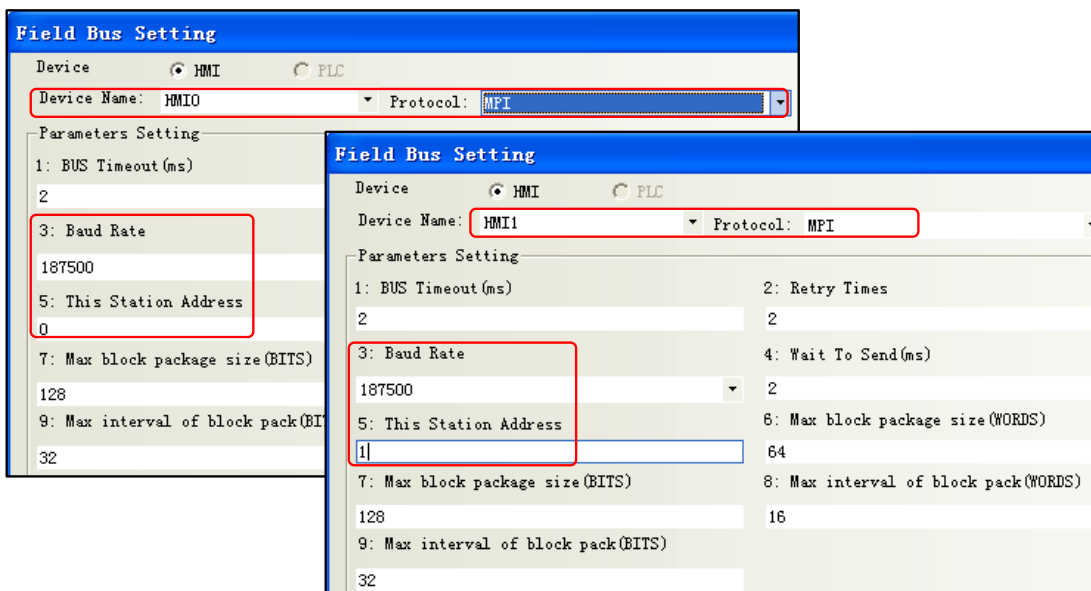 Field Bus Setting
Device HMI PLC
Device Name: HMI0 Protocol: MPI
Parameters Setting
1: BUS Timeout(ms)
2
3: Baud Rate
187500
5: This Station Address
0
7: Max block package size(BITS)
128
9: Max interval of block pack(BI
32
Field Bus Setting
Device HMI PLC
Device Name: HMI1 Protocol: MPI
Parameters Setting
1: BUS Timeout(ms) 2: Retry Times
2 2
3: Baud Rate 4: Wait To Send(ms)
187500 2
5: This Station Address 6: Max block package size(WORDS)
1 64
7: Max block package size(BITS) 8: Max interval of block pack(WORDS)
128 16
9: Max interval of block pack(BITS)
32